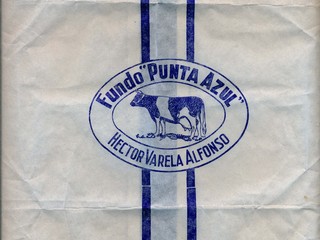 Fundo "PUNTA AZUL"
HECTOR VARELA ALFONSO